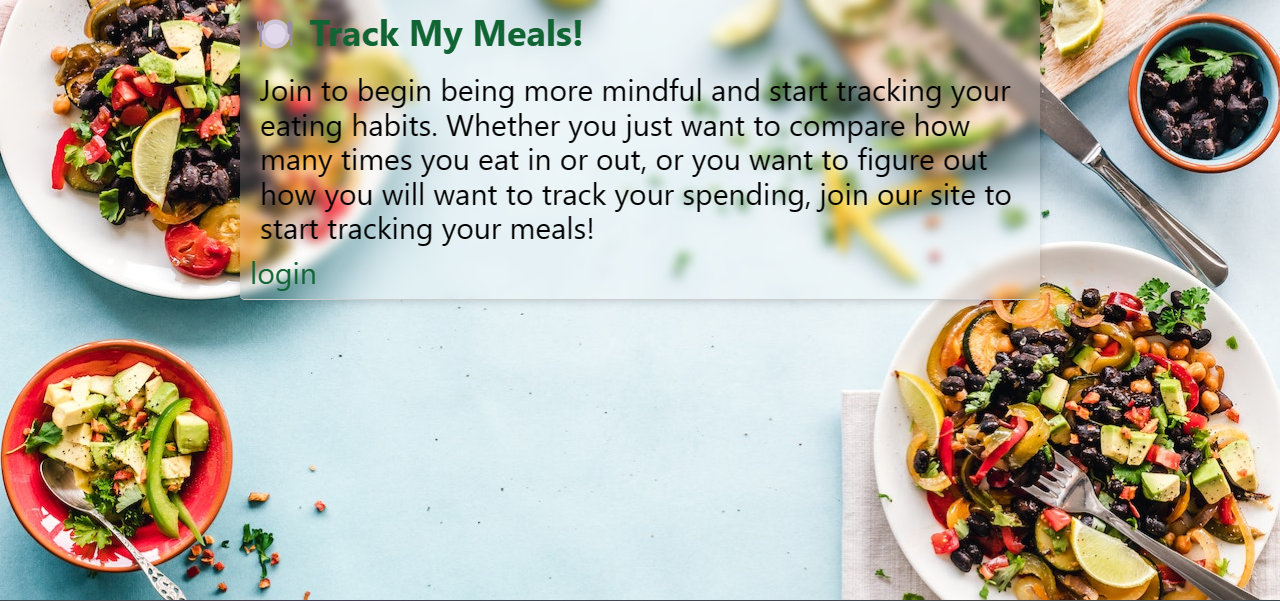 Track My Meals!
Join to begin being more mindful and start tracking your
eating habits. Whether you just want to compare how
many times you eat in or out, or you want to figure out
how you will want to track your spending, join our site to
start tracking your meals!
login